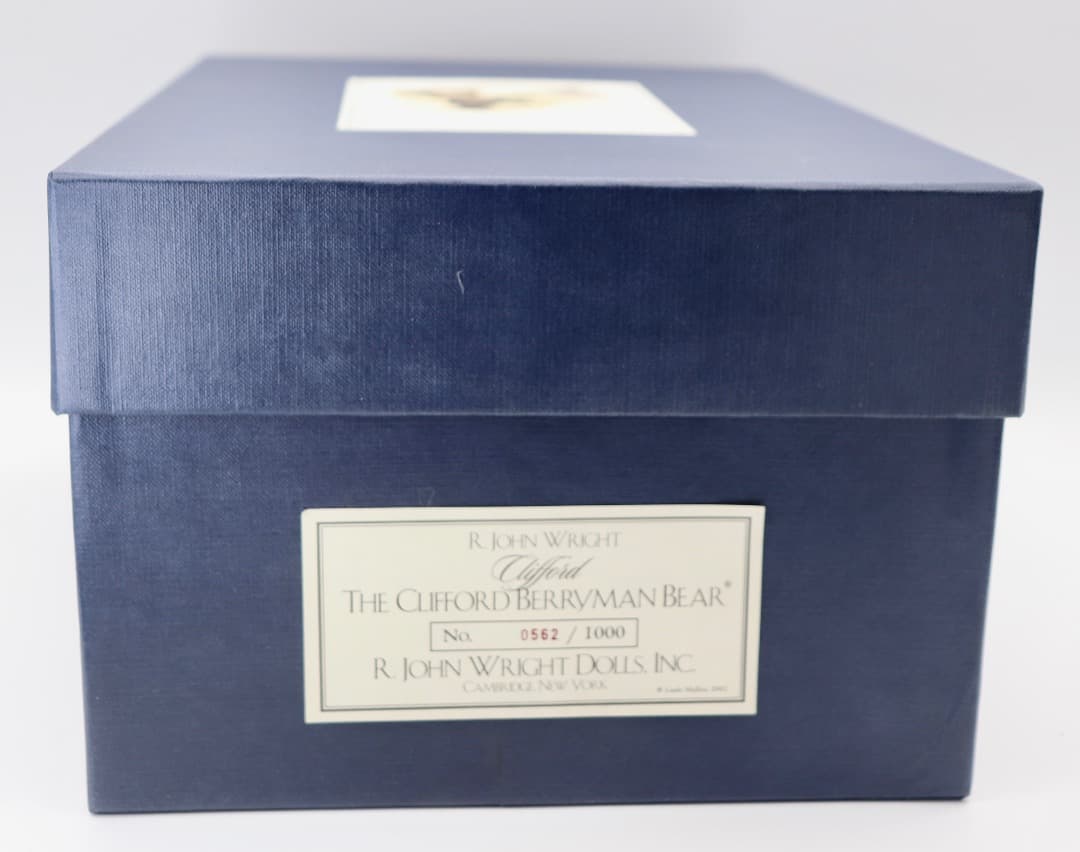 R. JOHN WRIGHT
Clifford
THE CLIFFORD BERRYMAN BEAR®
No. 0562 / 1000
R. JOHN WRIGHT DOLLS, INC.
CAMBRIDGE, NEW YORK